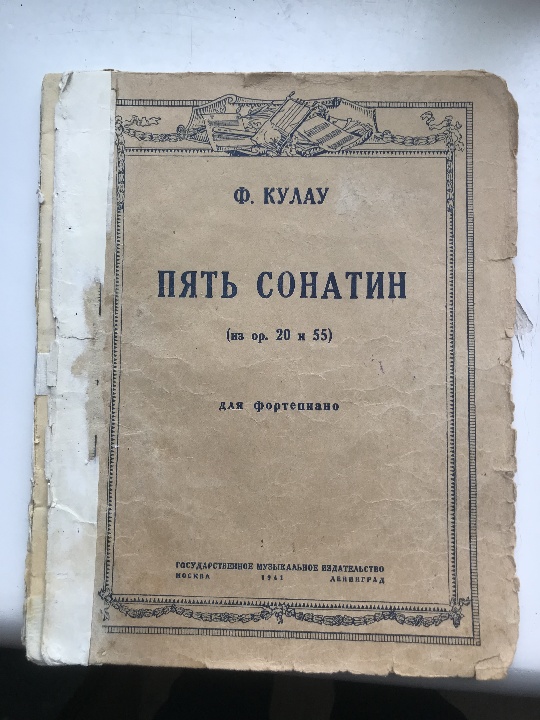 Ф. КУЛАУ
ПЯТЬ СОНАТИН
(из ор. 20 и 55)
для фортепиано
ГОСУДАРСТВЕННОЕ МУЗЫКАЛЬНОЕ ИЗДАТЕЛЬСТВО
МОСКВА 1941 ЛЕНИНГРАД